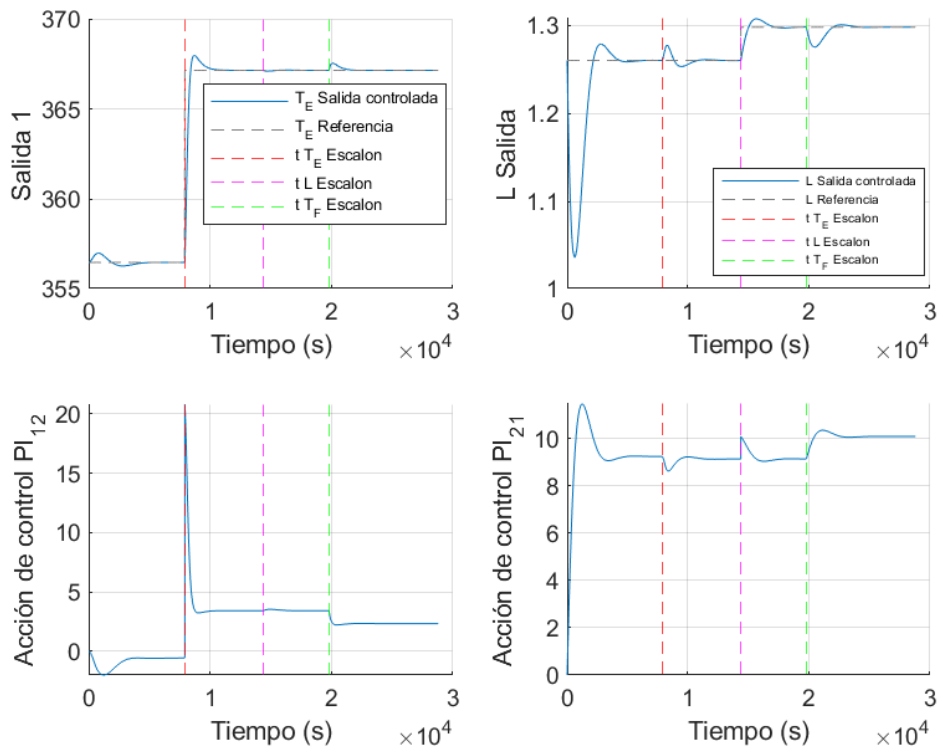 370
365
360
355
Salida 1
T_E Salida controlada
T_E Referencia
t T_E Escalon
t L Escalon
t T_F Escalon
0
1
2
3
Tiempo (s)
×10^4
1.3
1.2
1.1
1
L Salida
L Salida controlada
L Referencia
t T_E Escalon
t L Escalon
t T_F Escalon
0
1
2
3
Tiempo (s)
×10^4
20
15
10
5
0
Acción de control PI_12
0
1
2
3
Tiempo (s)
×10^4
10
8
6
4
2
0
Acción de control PI_21
0
1
2
3
Tiempo (s)
×10^4